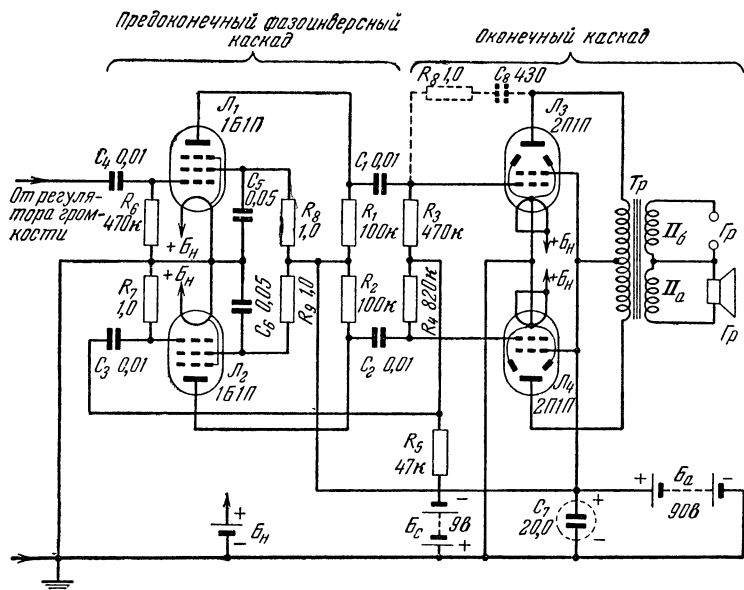 Предоконечный фазоинверсный
каскад
Оконечный каскад
R8 1,0
C8 430
Л1
1Б1П
Л3
2П1П
C4 0,01
C1 0,01
Тр
От регуля-
тора гром-
кости
R6
470к
C5
0,05
R8
1,0
R1
100к
R3
470к
+Бн
+Бн
IIб
Гр
+Бн
+Бн
R7
1,0
C6 0,05
R9 1,0
R2
100к
R4 820к
IIа
Гр
C3 0,01
C2 0,01
Л2
1Б1П
Л4
2П1П
R5
47к
+
Бн
-
-
Бс
9в
+
C7
20,0
+
-
+
Ба
-
90в